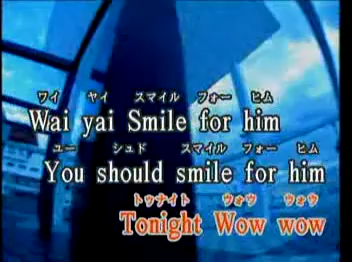 ワイ ヤイ スマイル フォー ヒム
Wai yai Smile for him
ユー シュド スマイル フォー ヒム
You should smile for him
トゥナイト ウォウ ウォウ
Tonight Wow wow